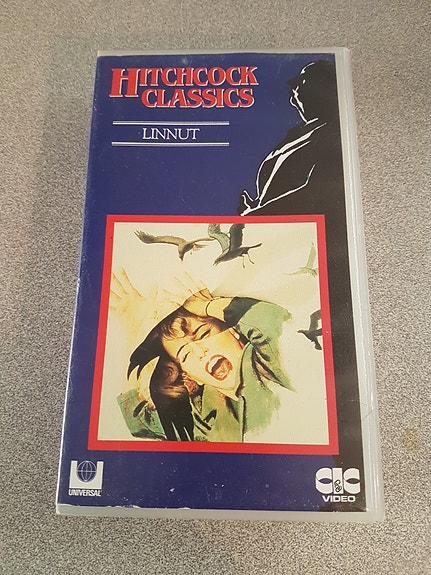 HITCHCOCK
CLASSICS
LINNUT
UNIVERSAL
CIC
VIDEO